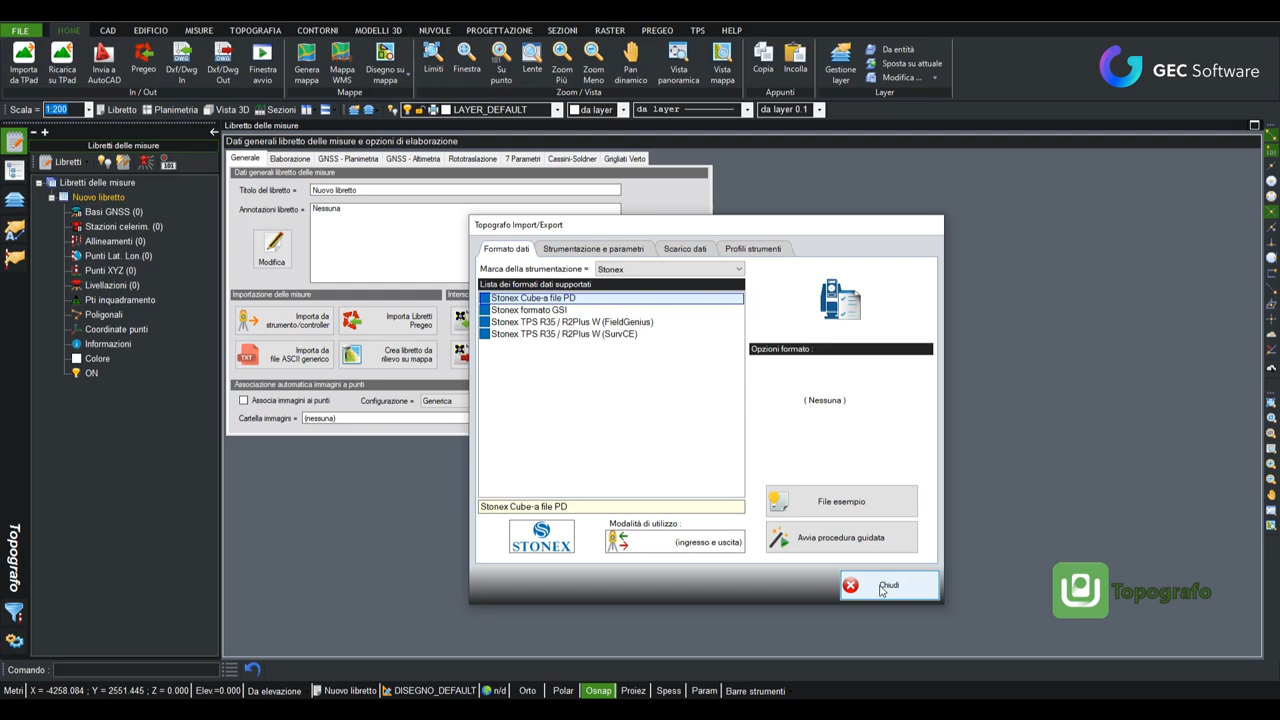 FILE HOME CAD EDIFICIO MISURE TOPOGRAFIA CONTORNI MODELLI 3D NUVOLE PROGETTAZIONE SEZIONI RASTER PREGEO TPS HELP
Importa da TPad
Ricarica su TPad
Invia a AutoCAD
Pregeo
Dxf/Dwg In
Dxf/Dwg Out
Finestra avvio
Genera mappa
Mappa WMS
Disegno su mappa
Limiti
Finestra
Su punto
Lente
Zoom Più
Zoom Meno
Pan dinamico
Vista panoramica
Vista mappa
Copia
Incolla
Gestione layer
Da entità
Somposta su attuale
Modifica ...
In / Out
Mappe
Zoom / Vista
Appunti
Layer
GEC Software
Scala = 1:200 Libretto Planimetria Vista 3D Sezioni LAYER_DEFAULT da layer da layer da layer 0.1
Libretti delle misure
Libretti
Libretti delle misure
Nuovo libretto
Basi GNSS (0)
Stazioni celerim. (0)
Allineamenti (0)
Punti Lat. Lon.(0)
Punti XYZ (0)
Livellazioni (0)
Pti inquadramento
Poligonali
Coordinate punti
Informazioni
Colore
ON
Topografo
Libretto delle misure
Dati generali libretto delle misure e opzioni di elaborazione
Generale Elaborazione GNSS - Planimetria GNSS - Altimetria Rototraslazione 7 Parametri Cassini-Soldner Grigliati Verto
Dati generali libretto delle misure
Titolo del libretto = Nuovo libretto
Annotazioni libretto = Nessuna
Modifica
Importazione delle misure
Intersc
Importa da strumento/controller
Importa Libretti Pregeo
Importa da file ASCII generico
Crea libretto da rilievo su mappa
Associazione automatica immagini a punti
Associa immagini ai punti Configurazione = Generica
Cartella immagini = (nessuna)
Topografo Import/Export
Formato dati Strumentazione e parametri Scarico dati Profili strumenti
Marca della strumentazione = Stonex
Lista dei formati dati supportati
Stonex Cube-a file PD
Stonex formato GSI
Stonex TPS R35 / R2Plus W (FieldGenius)
Stonex TPS R35 / R2Plus W (SurvCE)
Opzioni formato :
( Nessuna )
Stonex Cube-a file PD
STONEX
Modalità di utilizzo :
(ingresso e uscita)
File esempio
Avvia procedura guidata
Chiudi
Topografo
Comando :
Metri X = -4258.084 ; Y = 2551.445 ; Z = 0.000 Elev.=0.000 Da elevazione Nuovo libretto DISEGNO_DEFAULT n/d Orto Polar Osnap Proiez Spess Param Barre strumenti